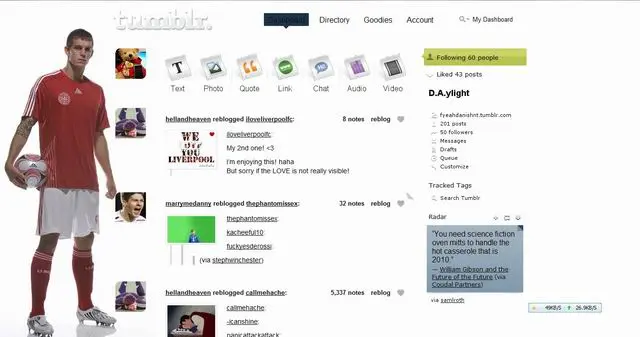 tumblr.
Dashboard Directory Goodies Account My Dashboard
Text Photo Quote Link Chat Audio Video
Following 60 people
Liked 43 posts
D.A.ylight
fyeahdanishnt.tumblr.com
201 posts
50 followers
Messages
Drafts
Queue
Customize
Tracked Tags
Search Tumblr
Radar
"You need science fiction
oven mitts to handle the
hot casserole that is
2010."
— William Gibson and the
Future of the Future (via
Coudal Partners)
via samlroth
hellandheaven reblogged iloveliverpoolfc: 8 notes reblog
WE
YOU
LIVERPOOL
iloveliverpoolfc:
My 2nd one! <3
I'm enjoying this! haha
But sorry if the LOVE is not really visible!
marrymedanny reblogged thephantomissex: 32 notes reblog
thephantomissex:
kacheeful10:
fuckyesderossi:
(via stephwinchester)
hellandheaven reblogged callmehache: 5,337 notes reblog
callmehache:
-icanshine:
panicattackattack:
49KB/S 26.9KB/S